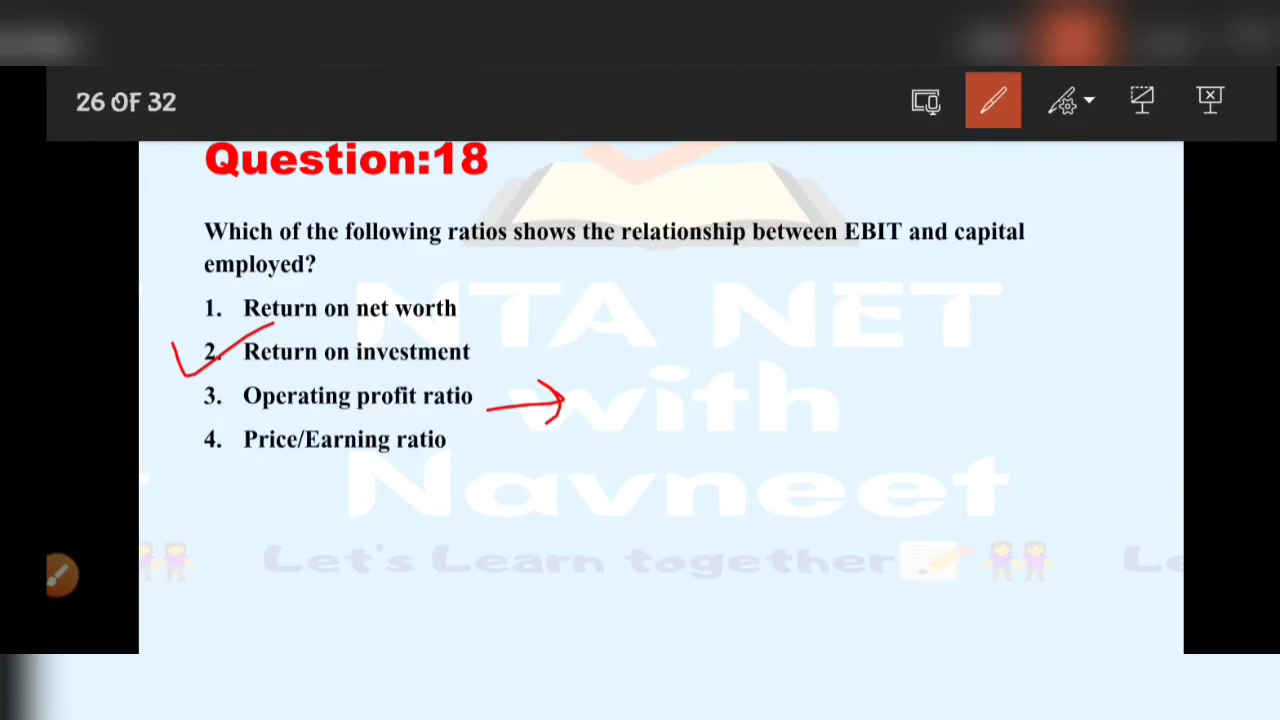 26 OF 32
Question:18
Which of the following ratios shows the relationship between EBIT and capital
employed?
1. Return on net worth
2. Return on investment
3. Operating profit ratio
4. Price/Earning ratio
NTA NET
with
Navneet
Let's Learn together
Le